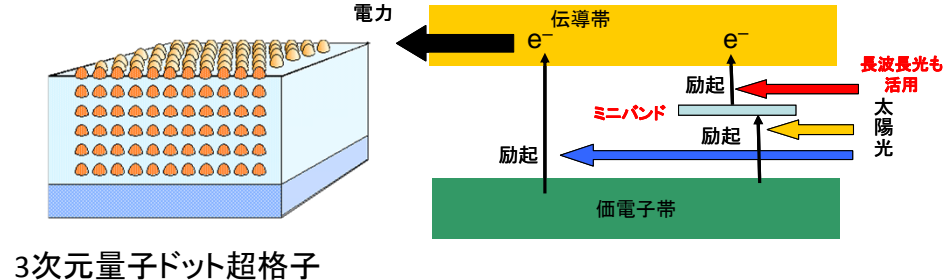 電力
伝導帯
e⁻
e⁻
長波長光も
活用
励起
ミニバンド
太陽光
励起
励起
価電子帯
3次元量子ドット超格子